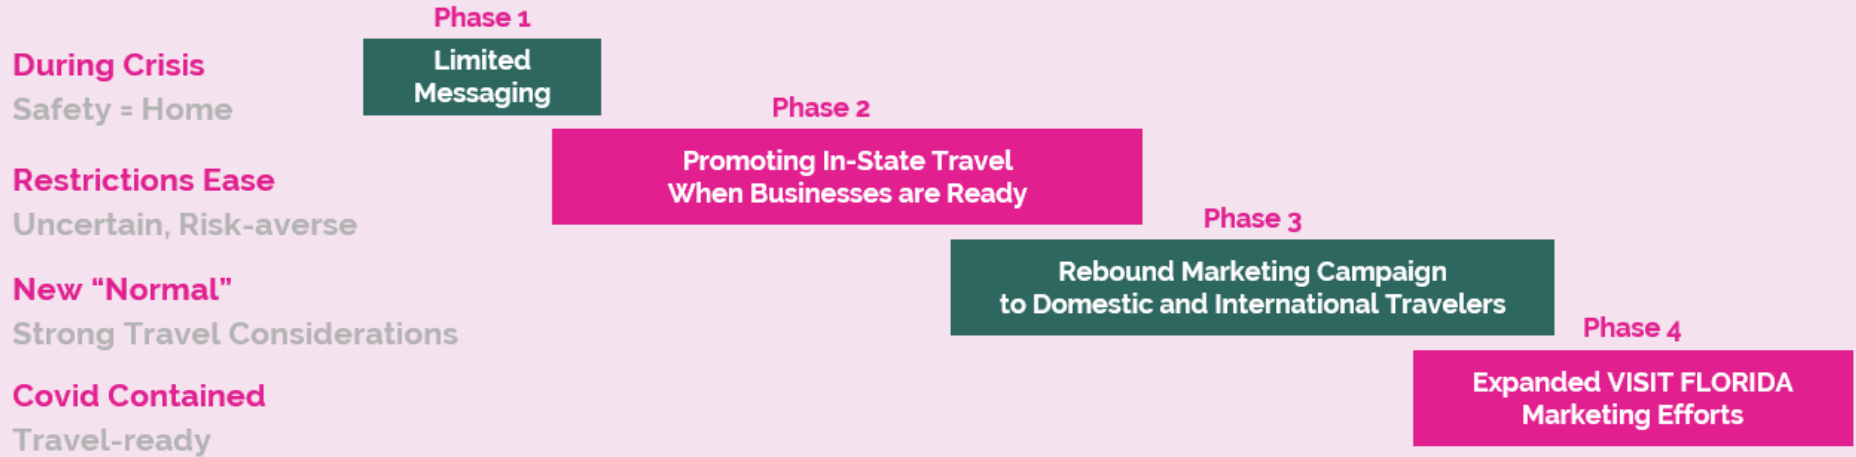 Phase 1
During Crisis
Safety = Home
Limited
Messaging
Phase 2
Restrictions Ease
Uncertain, Risk-averse
Promoting In-State Travel
When Businesses are Ready
Phase 3
New “Normal”
Strong Travel Considerations
Rebound Marketing Campaign
to Domestic and International Travelers
Phase 4
Covid Contained
Travel-ready
Expanded VISIT FLORIDA
Marketing Efforts